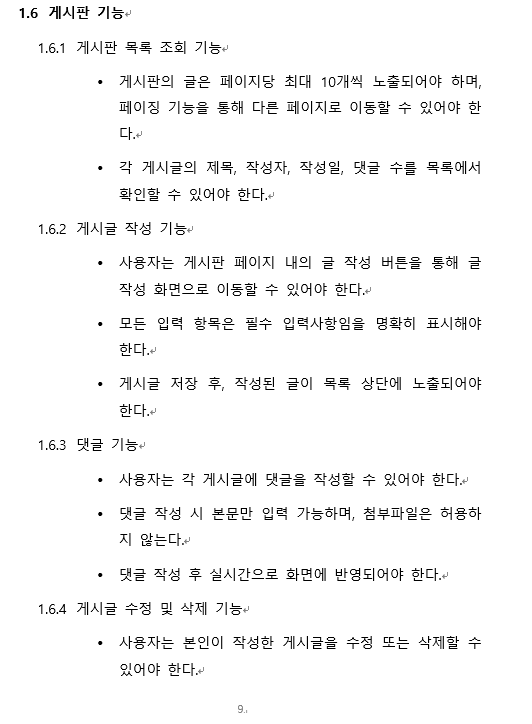 1.6 게시판 기능
1.6.1 게시판 목록 조회 기능
• 게시판의 글은 페이지당 최대 10개씩 노출되어야 하며,
페이징 기능을 통해 다른 페이지로 이동할 수 있어야 한
다.
• 각 게시글의 제목, 작성자, 작성일, 댓글 수를 목록에서
확인할 수 있어야 한다.
1.6.2 게시글 작성 기능
• 사용자는 게시판 페이지 내의 글 작성 버튼을 통해 글
작성 화면으로 이동할 수 있어야 한다.
• 모든 입력 항목은 필수 입력사항임을 명확히 표시해야
한다.
• 게시글 저장 후, 작성된 글이 목록 상단에 노출되어야
한다.
1.6.3 댓글 기능
• 사용자는 각 게시글에 댓글을 작성할 수 있어야 한다.
• 댓글 작성 시 본문만 입력 가능하며, 첨부파일은 허용하
지 않는다.
• 댓글 작성 후 실시간으로 화면에 반영되어야 한다.
1.6.4 게시글 수정 및 삭제 기능
• 사용자는 본인이 작성한 게시글을 수정 또는 삭제할 수
있어야 한다.
9